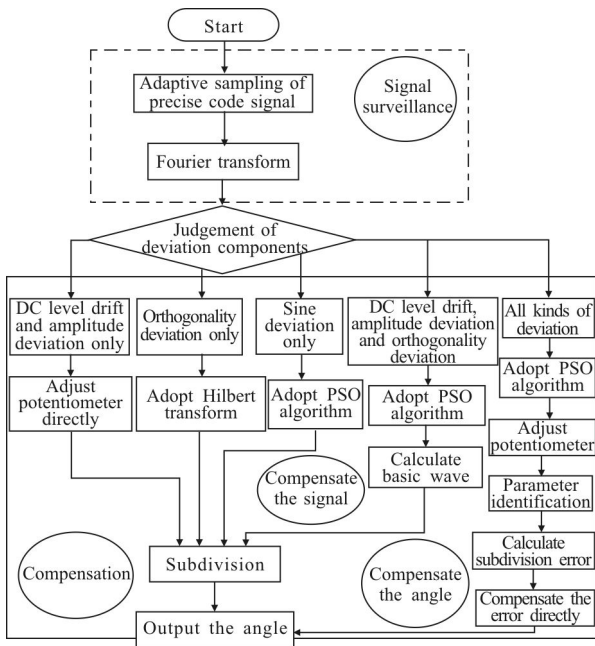 Start
Adaptive sampling of
precise code signal
Signal
surveillance
Fourier transform
Judgement of
deviation components
DC level drift
and amplitude
deviation only
Orthogonality
deviation only
Sine
deviation
only
DC level drift,
amplitude deviation
and orthogonality
deviation
All kinds of
deviation
Adjust
potentiometer
directly
Adopt Hilbert
transform
Adopt PSO
algorithm
Adopt PSO
algorithm
Adopt PSO
algorithm
Adjust
potentiometer
Calculate
basic wave
Compensate
the signal
Parameter
identification
Compensation
Subdivision
Compensate
the angle
Calculate
subdivision error
Compensate the
error directly
Output the angle